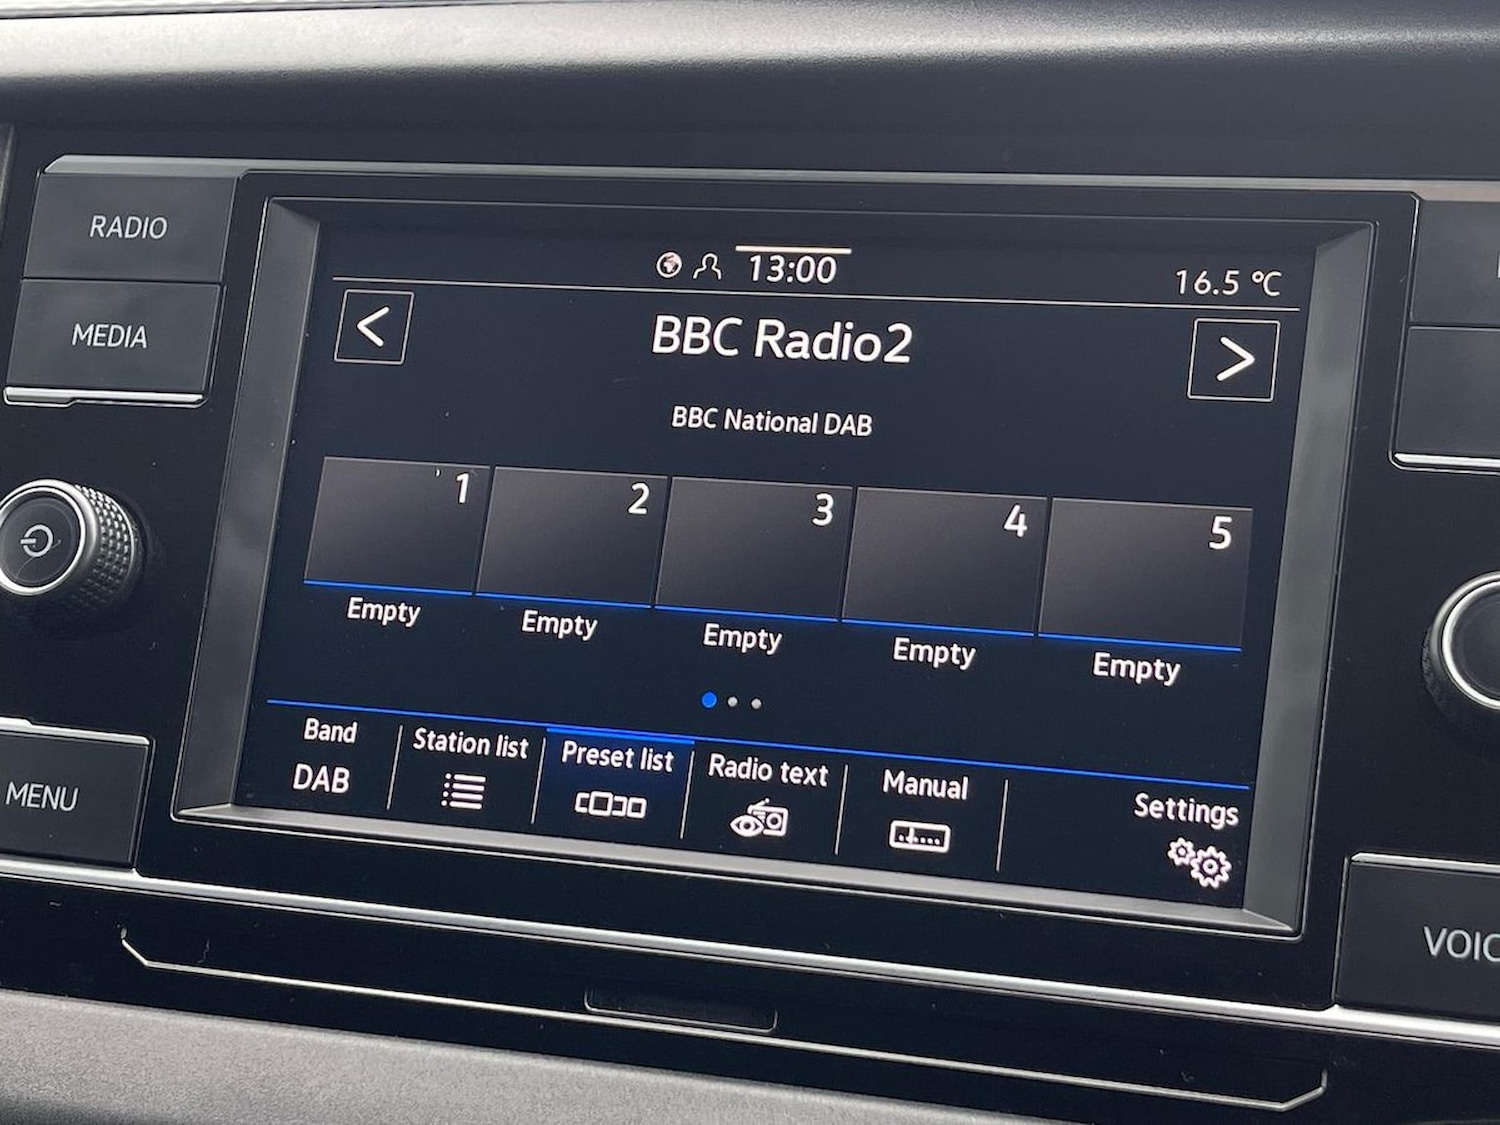 RADIO
MEDIA
MENU
13:00
16.5 °C
BBC Radio2
BBC National DAB
1
2
3
4
5
Empty
Empty
Empty
Empty
Empty
Band
DAB
Station list
Preset list
Radio text
Manual
Settings
VOIC